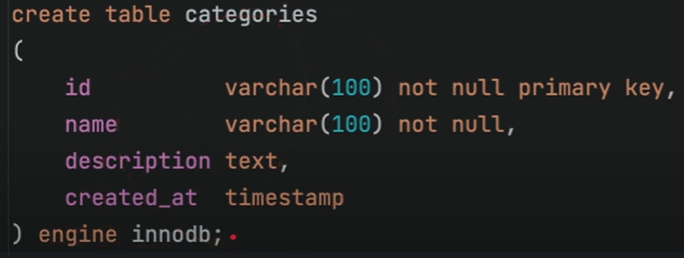 create table categories
(
    id          varchar(100) not null primary key,
    name        varchar(100) not null,
    description text,
    created_at  timestamp
) engine innodb;